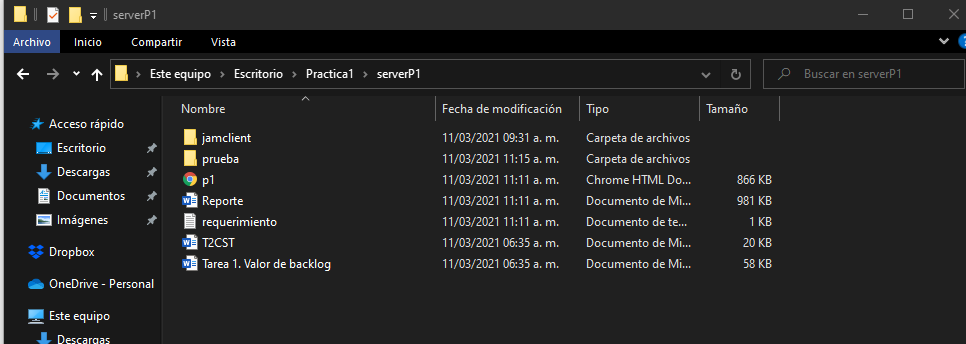 serverP1
Archivo Inicio Compartir Vista
Este equipo Escritorio Practica1 serverP1 Buscar en serverP1
Nombre Fecha de modificación Tipo Tamaño
Acceso rápido
Escritorio
Descargas
Documentos
Imágenes
Dropbox
OneDrive - Personal
Este equipo
Descargas
jamclient 11/03/2021 09:31 a. m. Carpeta de archivos
prueba 11/03/2021 11:15 a. m. Carpeta de archivos
p1 11/03/2021 11:11 a. m. Chrome HTML Do... 866 KB
Reporte 11/03/2021 11:11 a. m. Documento de Mi... 981 KB
requerimiento 11/03/2021 11:11 a. m. Documento de te... 1 KB
T2CST 11/03/2021 06:35 a. m. Documento de Mi... 20 KB
Tarea 1. Valor de backlog 11/03/2021 06:35 a. m. Documento de Mi... 58 KB